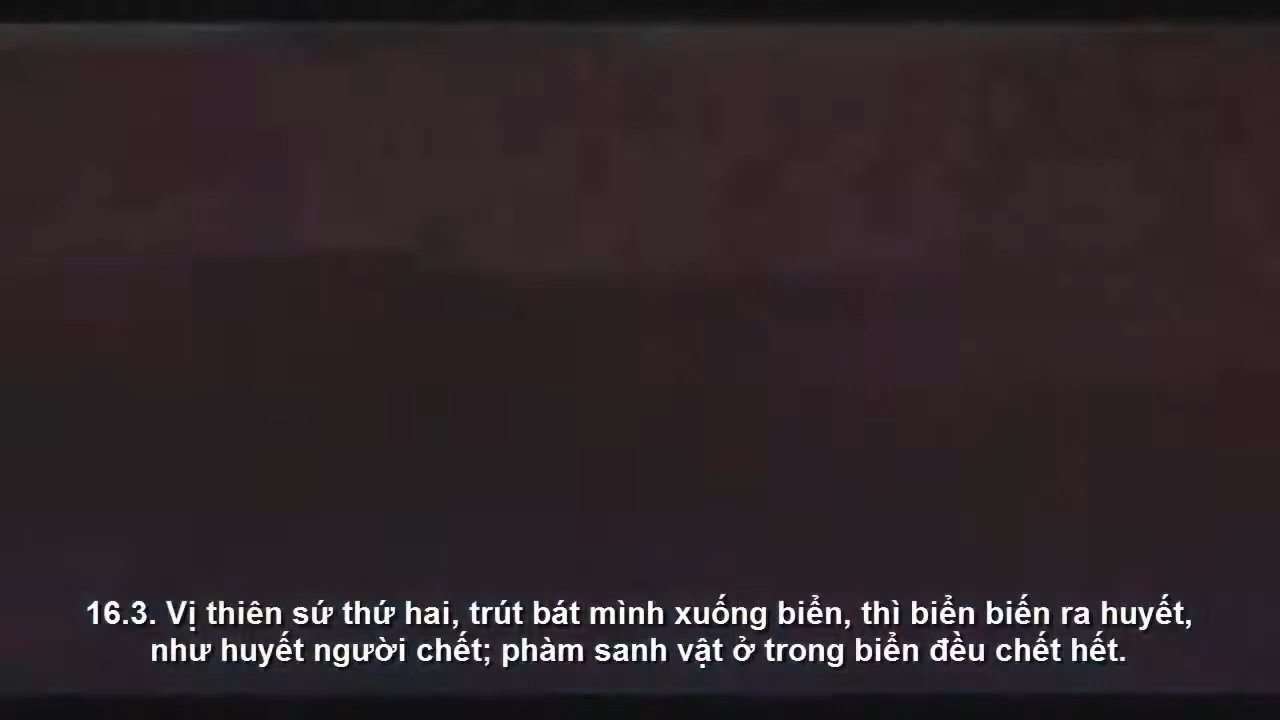 16.3. Vị thiên sứ thứ hai, trút bát mình xuống biển, thì biển biến ra huyết,
như huyết người chết; phàm sanh vật ở trong biển đều chết hết.